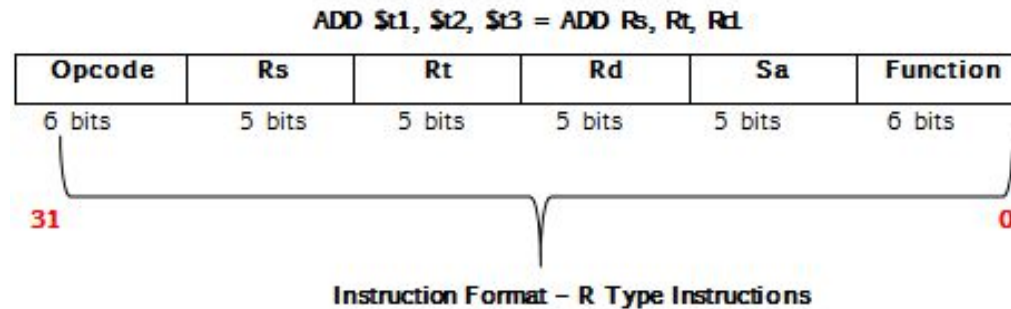 ADD $t1, $t2, $t3 = ADD Rs, Rt, Rd
Opcode Rs Rt Rd Sa Function
6 bits 5 bits 5 bits 5 bits 5 bits 6 bits
31 0
Instruction Format – R Type Instructions